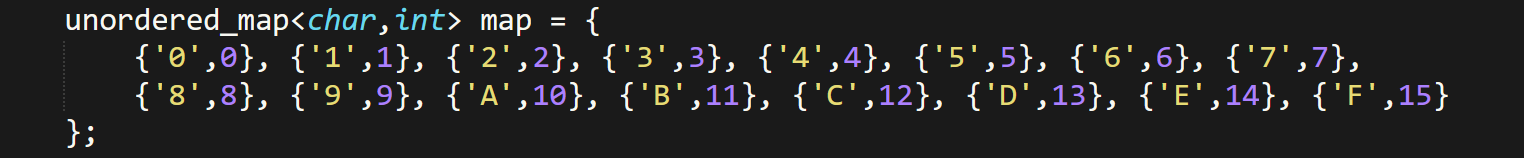 unordered_map<char,int> map = {
{'0',0}, {'1',1}, {'2',2}, {'3',3}, {'4',4}, {'5',5}, {'6',6}, {'7',7},
{'8',8}, {'9',9}, {'A',10}, {'B',11}, {'C',12}, {'D',13}, {'E',14}, {'F',15}
};